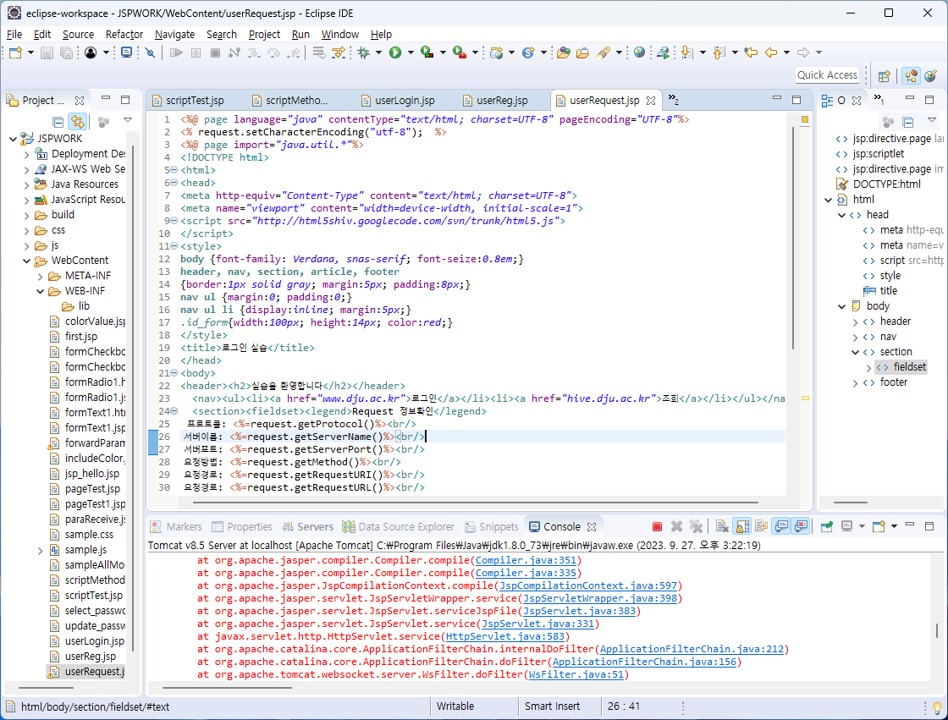 eclipse-workspace - JSPWORK/WebContent/userRequest.jsp - Eclipse IDE
File Edit Source Refactor Navigate Search Project Run Window Help
Quick Access
Project ...
scriptTest.jsp
scriptMetho...
userLogin.jsp
userReg.jsp
userRequest.jsp
»2
O
»1
JSPWORK
Deployment De:
JAX-WS Web Se
Java Resources
JavaScript Resou
build
css
js
WebContent
META-INF
WEB-INF
lib
colorValue.jsp
first.jsp
formCheckbc
formCheckbc
formRadio1.h
formRadio1.j
formText1.ht
formText1.jsp
forwardParam
includeColor.
jsp_hello.jsp
pageTest.jsp
pageTest1.jsp
paraReceive.js
sample.css
sample.js
sampleAllMo
scriptMethod
scriptTest.jsp
select_passwo
update_passw
userLogin.jsp
userReg.jsp
userRequest.j
1 <%@ page language="java" contentType="text/html; charset=UTF-8" pageEncoding="UTF-8"%>
2 <% request.setCharacterEncoding("utf-8");  %>
3 <%@ page import="java.util.*"%>
4 <!DOCTYPE html>
5 <html>
6 <head>
7 <meta http-equiv="Content-Type" content="text/html; charset=UTF-8">
8 <meta name="viewport" content="width=device-width, initial-scale=1">
9 <script src="http://html5shiv.googlecode.com/svn/trunk/html5.js">
10 </script>
11 <style>
12 body {font-family: Verdana, snas-serif; font-seize:0.8em;}
13 header, nav, section, article, footer
14 {border:1px solid gray; margin:5px; padding:8px;}
15 nav ul {margin:0; padding:0;}
16 nav ul li {display:inline; margin:5px;}
17 .id_form{width:100px; height:14px; color:red;}
18 </style>
19 <title>로그인 실습</title>
20 </head>
21 <body>
22 <header><h2>실습을 환영합니다</h2></header>
23 <nav><ul><li><a href="www.dju.ac.kr">로그인</a></li><li><a href="hive.dju.ac.kr">조회</a></li></ul></na
24 <section><fieldset><legend>Request 정보확인</legend>
25 프로토콜: <%=request.getProtocol()%><br/>
26 서버이름: <%=request.getServerName()%><br/>
27 서버포트: <%=request.getServerPort()%><br/>
28 요청방법: <%=request.getMethod()%><br/>
29 요청경로: <%=request.getRequestURI()%><br/>
30 요청경로: <%=request.getRequestURL()%><br/>
jsp:directive.page la
jsp:scriptlet
jsp:directive.page im
DOCTYPE:html
html
head
meta http-equ
meta name=v
script src=http
style
title
body
header
nav
section
fieldset
footer
Markers Properties Servers Data Source Explorer Snippets Console
Tomcat v8.5 Server at localhost [Apache Tomcat] C:₩Program Files₩Java₩jdk1.8.0_73₩jre₩bin₩javaw.exe (2023. 9. 27. 오후 3:22:19)
at org.apache.jasper.compiler.Compiler.compile(Compiler.java:351)
at org.apache.jasper.compiler.Compiler.compile(Compiler.java:335)
at org.apache.jasper.JspCompilationContext.compile(JspCompilationContext.java:597)
at org.apache.jasper.servlet.JspServletWrapper.service(JspServletWrapper.java:398)
at org.apache.jasper.servlet.JspServlet.serviceJspFile(JspServlet.java:383)
at org.apache.jasper.servlet.JspServlet.service(JspServlet.java:331)
at javax.servlet.http.HttpServlet.service(HttpServlet.java:583)
at org.apache.catalina.core.ApplicationFilterChain.internalDoFilter(ApplicationFilterChain.java:212)
at org.apache.catalina.core.ApplicationFilterChain.doFilter(ApplicationFilterChain.java:156)
at org.apache.tomcat.websocket.server.WsFilter.doFilter(WsFilter.java:51)
html/body/section/fieldset/#text
Writable
Smart Insert
26 : 41